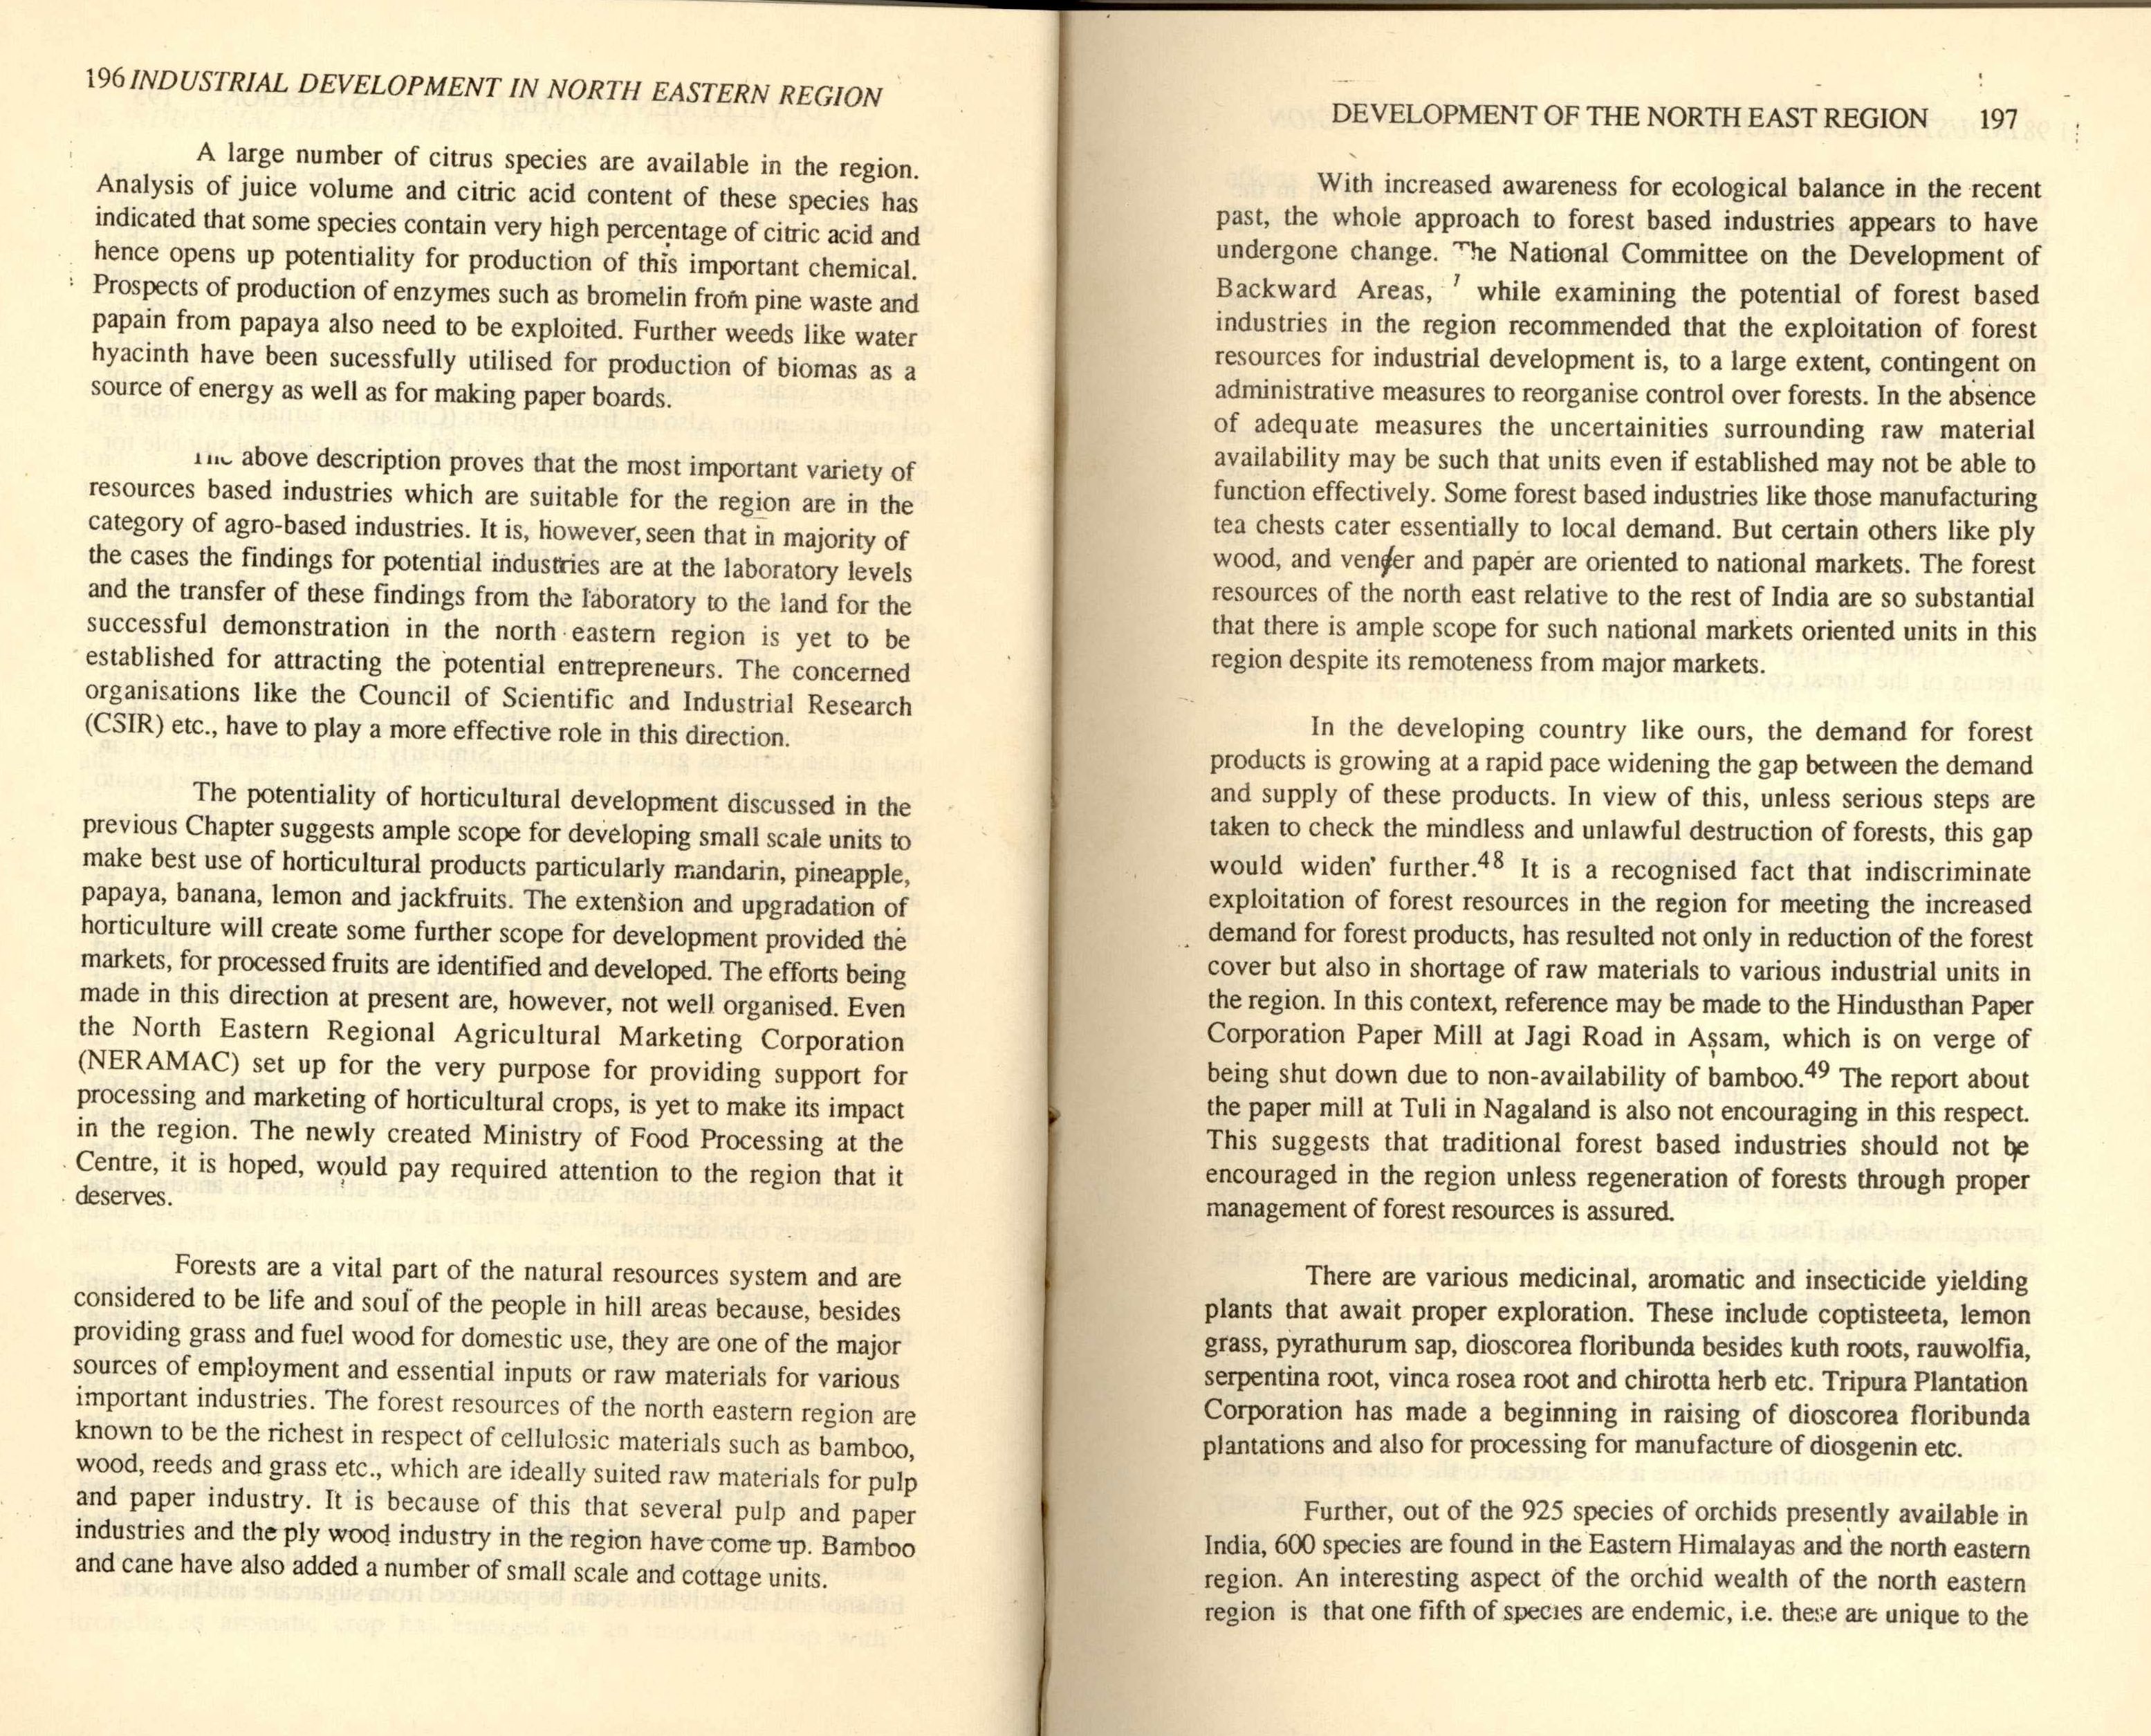 196 INDUSTRIAL DEVELOPMENT IN NORTH EASTERN REGION
A large number of citrus species are available in the region.
Analysis of juice volume and citric acid content of these species has
indicated that some species contain very high percentage of citric acid and
hence opens up potentiality for production of this important chemical.
Prospects of production of enzymes such as bromelin from pine waste and
papain from papaya also need to be exploited. Further weeds like water
hyacinth have been sucessfully utilised for production of biomas as a
source of energy as well as for making paper boards.
The above description proves that the most important variety of
resources based industries which are suitable for the region are in the
category of agro-based industries. It is, however, seen that in majority of
the cases the findings for potential industries are at the laboratory levels
and the transfer of these findings from the laboratory to the land for the
successful demonstration in the north eastern region is yet to be
established for attracting the potential entrepreneurs. The concerned
organisations like the Council of Scientific and Industrial Research
(CSIR) etc., have to play a more effective role in this direction.
The potentiality of horticultural development discussed in the
previous Chapter suggests ample scope for developing small scale units to
make best use of horticultural products particularly mandarin, pineapple,
papaya, banana, lemon and jackfruits. The extension and upgradation of
horticulture will create some further scope for development provided the
markets, for processed fruits are identified and developed. The efforts being
made in this direction at present are, however, not well organised. Even
the North Eastern Regional Agricultural Marketing Corporation
(NERAMAC) set up for the very purpose for providing support for
processing and marketing of horticultural crops, is yet to make its impact
in the region. The newly created Ministry of Food Processing at the
Centre, it is hoped, would pay required attention to the region that it
deserves.
Forests are a vital part of the natural resources system and are
considered to be life and soul of the people in hill areas because, besides
providing grass and fuel wood for domestic use, they are one of the major
sources of employment and essential inputs or raw materials for various
important industries. The forest resources of the north eastern region are
known to be the richest in respect of cellulosic materials such as bamboo,
wood, reeds and grass etc., which are ideally suited raw materials for pulp
and paper industry. It is because of this that several pulp and paper
industries and the ply wood industry in the region have come up. Bamboo
and cane have also added a number of small scale and cottage units.
DEVELOPMENT OF THE NORTH EAST REGION 197
With increased awareness for ecological balance in the recent
past, the whole approach to forest based industries appears to have
undergone change. The National Committee on the Development of
Backward Areas, while examining the potential of forest based
industries in the region recommended that the exploitation of forest
resources for industrial development is, to a large extent, contingent on
administrative measures to reorganise control over forests. In the absence
of adequate measures the uncertainities surrounding raw material
availability may be such that units even if established may not be able to
function effectively. Some forest based industries like those manufacturing
tea chests cater essentially to local demand. But certain others like ply
wood, and veneer and paper are oriented to national markets. The forest
resources of the north east relative to the rest of India are so substantial
that there is ample scope for such national markets oriented units in this
region despite its remoteness from major markets.
In the developing country like ours, the demand for forest
products is growing at a rapid pace widening the gap between the demand
and supply of these products. In view of this, unless serious steps are
taken to check the mindless and unlawful destruction of forests, this gap
would widen' further.48 It is a recognised fact that indiscriminate
exploitation of forest resources in the region for meeting the increased
demand for forest products, has resulted not only in reduction of the forest
cover but also in shortage of raw materials to various industrial units in
the region. In this context, reference may be made to the Hindusthan Paper
Corporation Paper Mill at Jagi Road in Assam, which is on verge of
being shut down due to non-availability of bamboo.49 The report about
the paper mill at Tuli in Nagaland is also not encouraging in this respect.
This suggests that traditional forest based industries should not be
encouraged in the region unless regeneration of forests through proper
management of forest resources is assured.
There are various medicinal, aromatic and insecticide yielding
plants that await proper exploration. These include coptisteeta, lemon
grass, pyrathurum sap, dioscorea floribunda besides kuth roots, rauwolfia,
serpentina root, vinca rosea root and chirotta herb etc. Tripura Plantation
Corporation has made a beginning in raising of dioscorea floribunda
plantations and also for processing for manufacture of diosgenin etc.
Further, out of the 925 species of orchids presently available in
India, 600 species are found in the Eastern Himalayas and the north eastern
region. An interesting aspect of the orchid wealth of the north eastern
region is that one fifth of species are endemic, i.e. these are unique to the